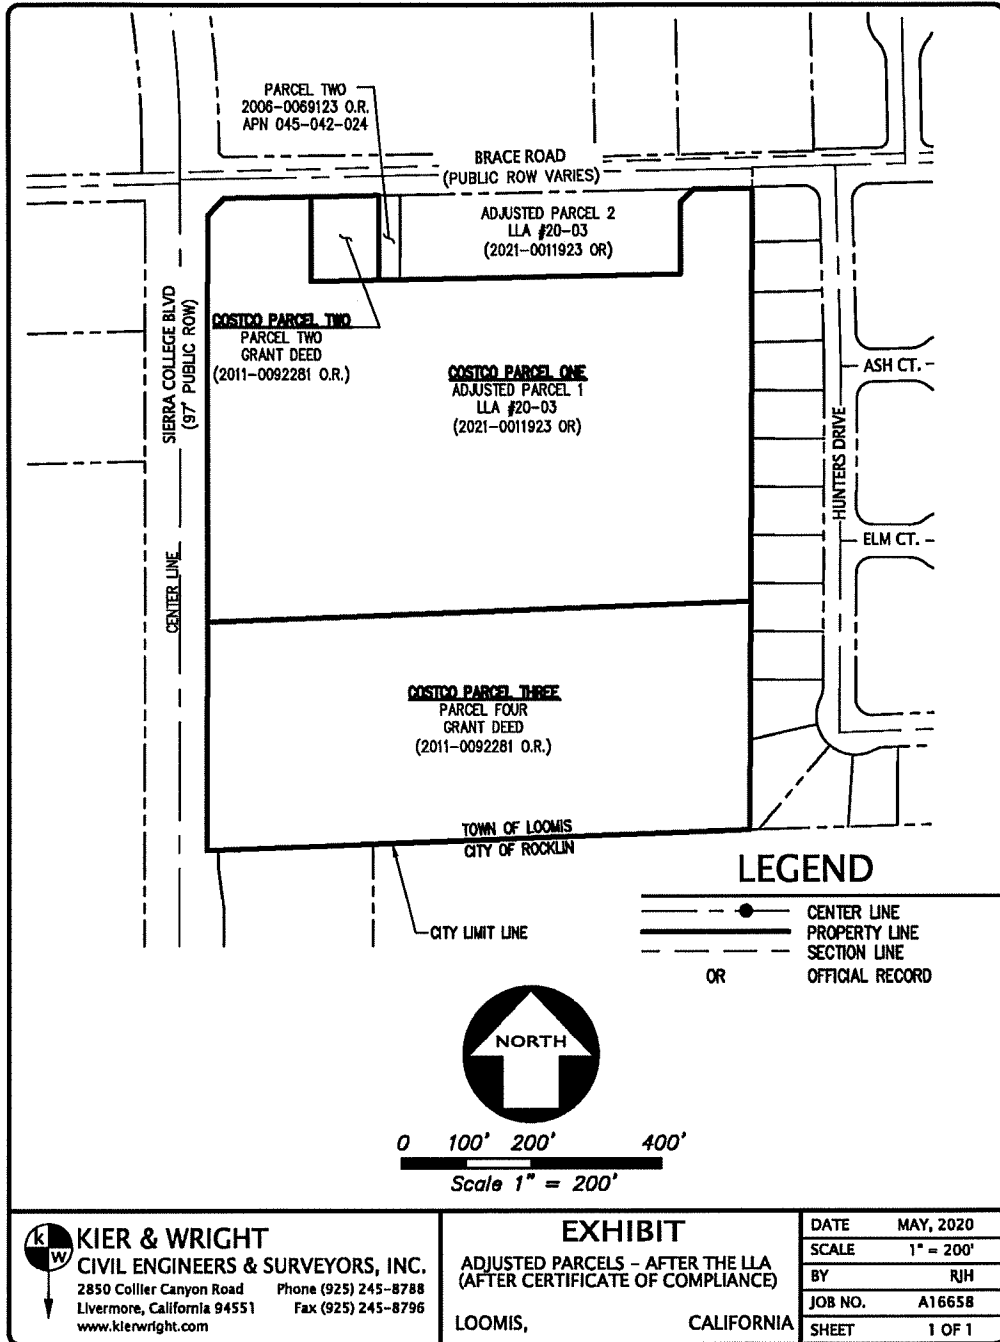 PARCEL TWO
2006-0069123 O.R.
APN 045-042-024
BRACE ROAD
(PUBLIC ROW VARIES)
ADJUSTED PARCEL 2
LLA #20-03
(2021-0011923 OR)
SIERRA COLLEGE BLVD
(97' PUBLIC ROW)
COSTCO PARCEL TWO
PARCEL TWO
GRANT DEED
(2011-0092281 O.R.)
COSTCO PARCEL ONE
ADJUSTED PARCEL 1
LLA #20-03
(2021-0011923 OR)
ASH CT.
HUNTERS DRIVE
ELM CT.
CENTER LINE
COSTCO PARCEL THREE
PARCEL FOUR
GRANT DEED
(2011-0092281 O.R.)
TOWN OF LOOMIS
CITY OF ROCKLIN
CITY LIMIT LINE
LEGEND
CENTER LINE
PROPERTY LINE
SECTION LINE
OR OFFICIAL RECORD
NORTH
0 100' 200' 400'
Scale 1" = 200'
k
w
KIER & WRIGHT
CIVIL ENGINEERS & SURVEYORS, INC.
2850 Collier Canyon Road Phone (925) 245-8788
Livermore, California 94551 Fax (925) 245-8796
www.kierwright.com
EXHIBIT
ADJUSTED PARCELS - AFTER THE LLA
(AFTER CERTIFICATE OF COMPLIANCE)
LOOMIS, CALIFORNIA
DATE MAY, 2020
SCALE 1" = 200'
BY RJH
JOB NO. A16658
SHEET 1 OF 1